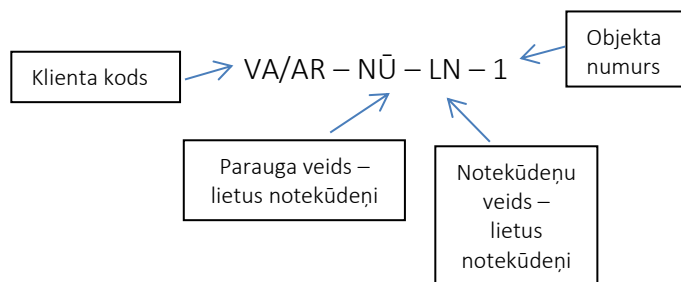 Objekta
numurs
Klienta kods
VA/AR – NŪ – LN – 1
Parauga veids –
lietus notekūdeņi
Notekūdeņu
veids –
lietus
notekūdeņi